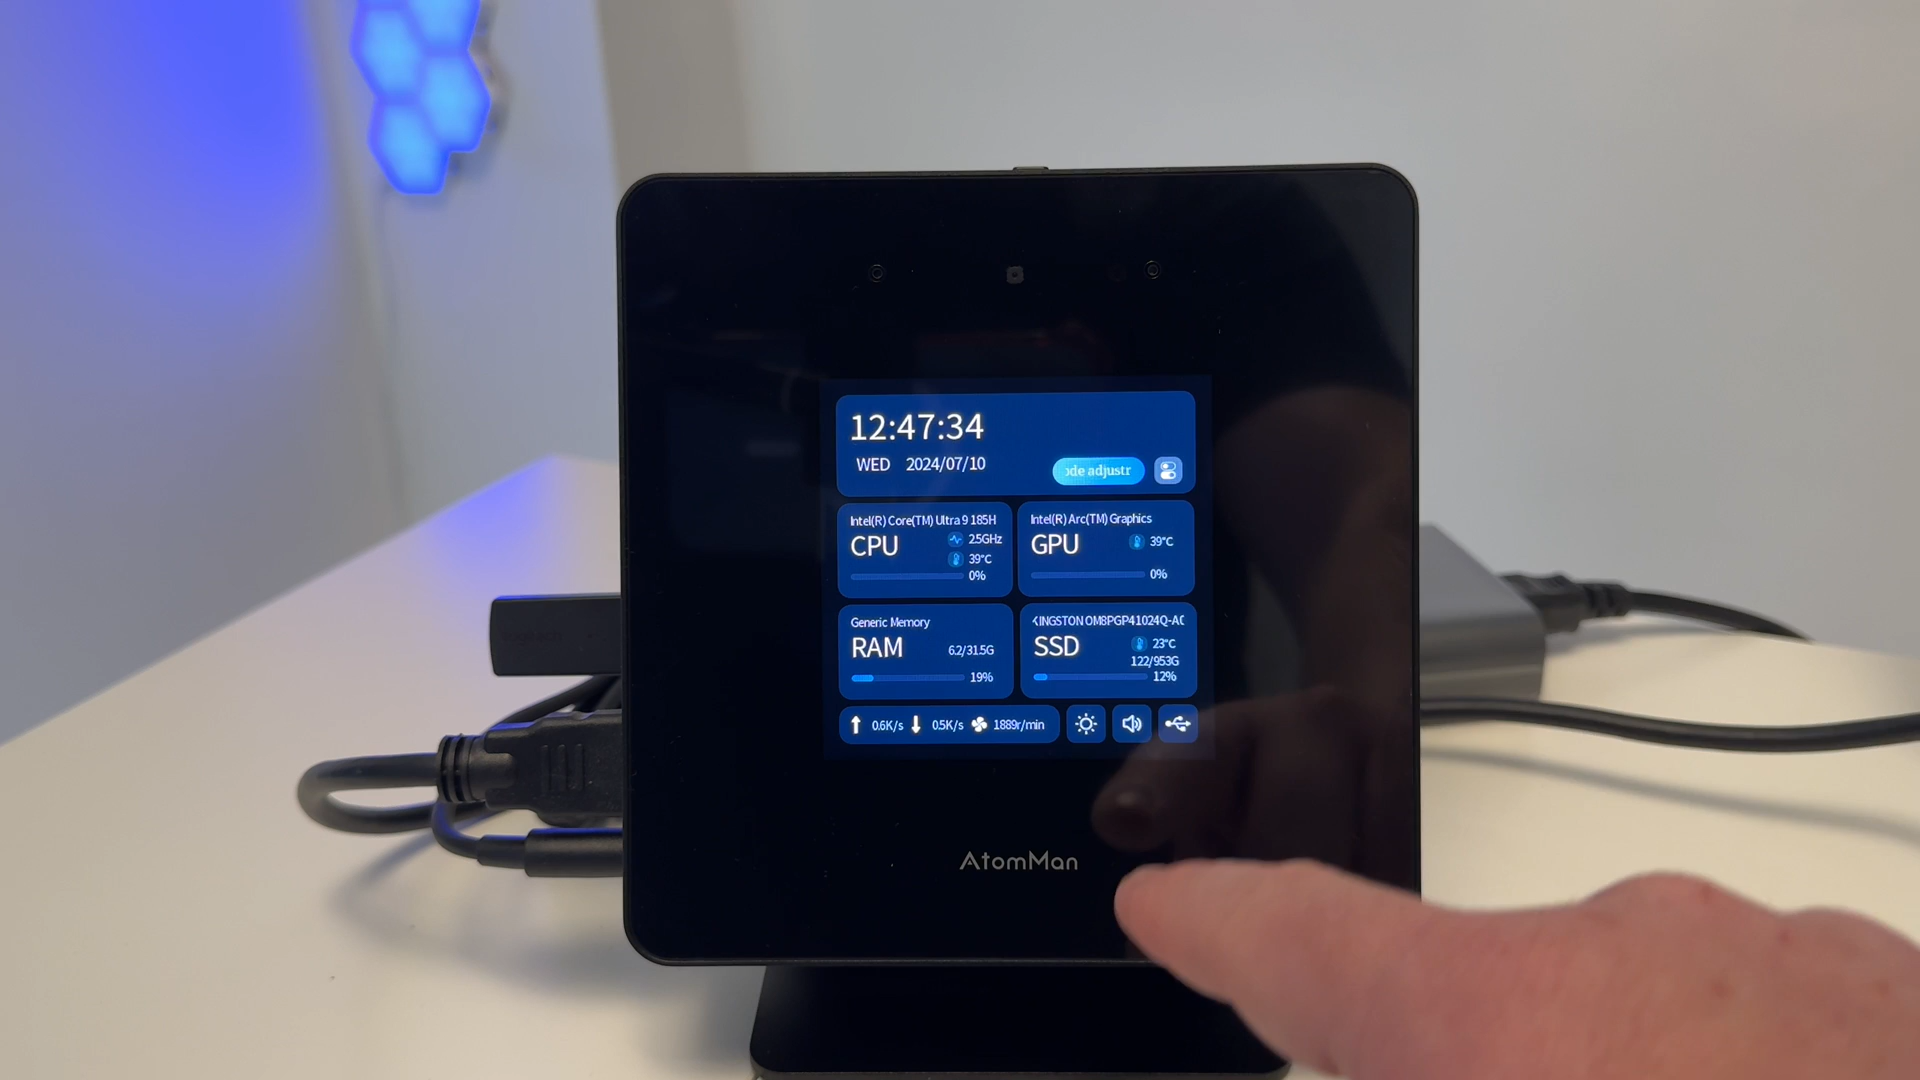 12:47:34
WED 2024/07/10
ode adjustr
Intel(R) Core(TM) Ultra 9 185H
CPU
2.5GHz
39°C
0%
Intel(R) Arc(TM) Graphics
GPU
39°C
0%
Generic Memory
RAM
6.2/31.5G
19%
KINGSTON OM8PGP41024Q-A0
SSD
23°C
122/953G
12%
0.6K/s 0.5K/s 1889r/min
AtomMan